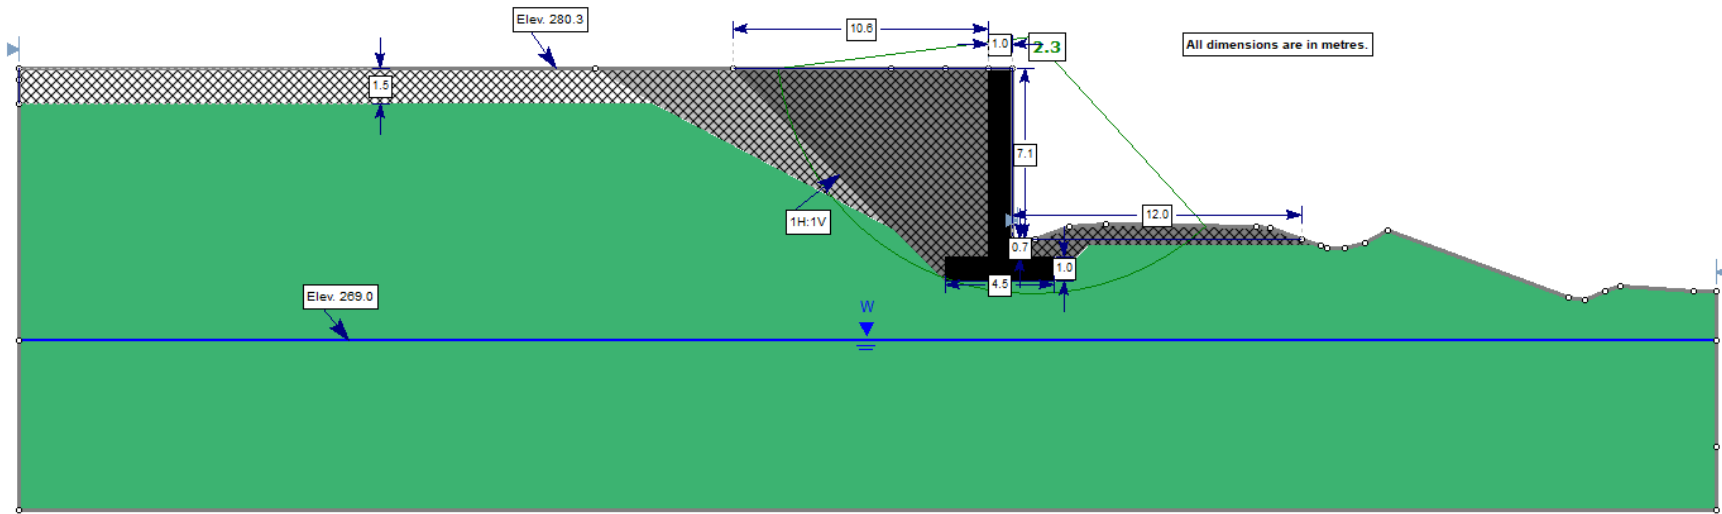 Elev. 280.3
10.6
1.0
2.3
All dimensions are in metres.
1.5
7.1
1H:1V
12.0
0.7
1.0
4.5
Elev. 269.0
W